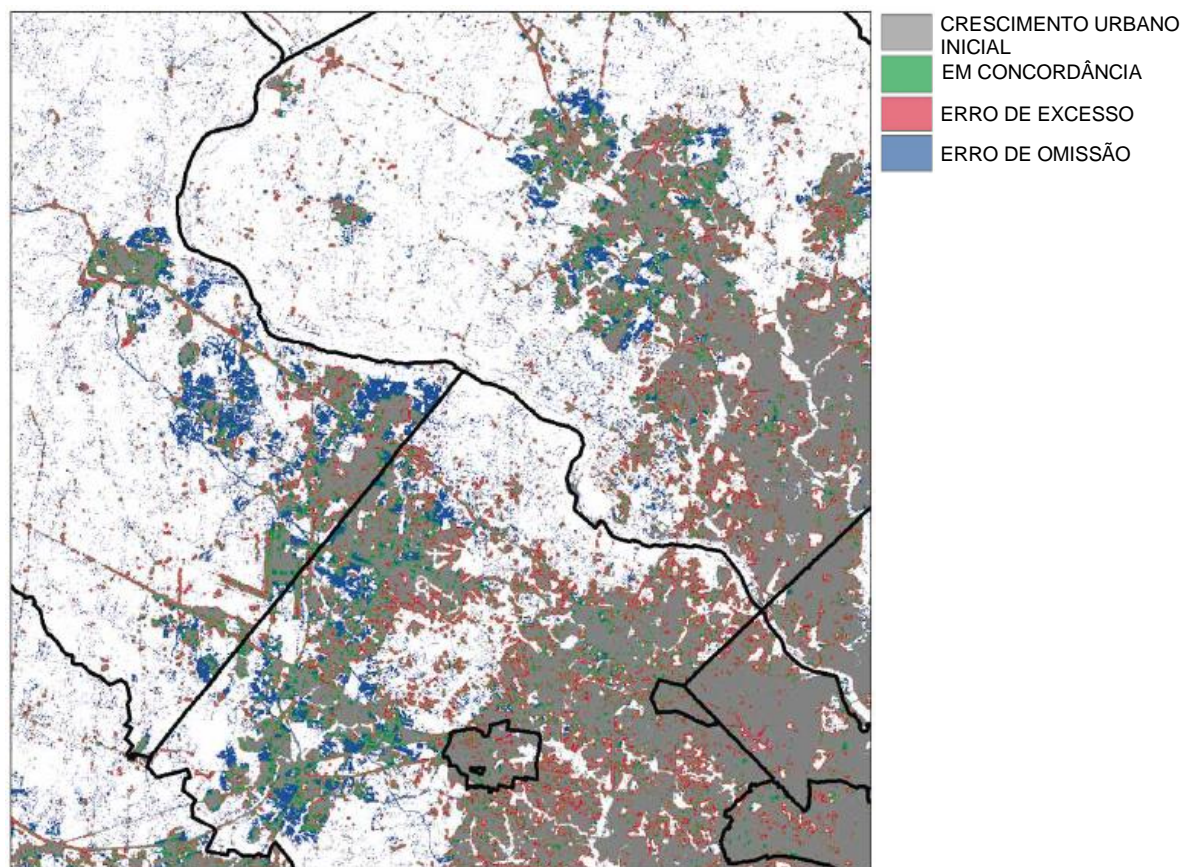 CRESCIMENTO URBANO
INICIAL
EM CONCORDÂNCIA
ERRO DE EXCESSO
ERRO DE OMISSÃO